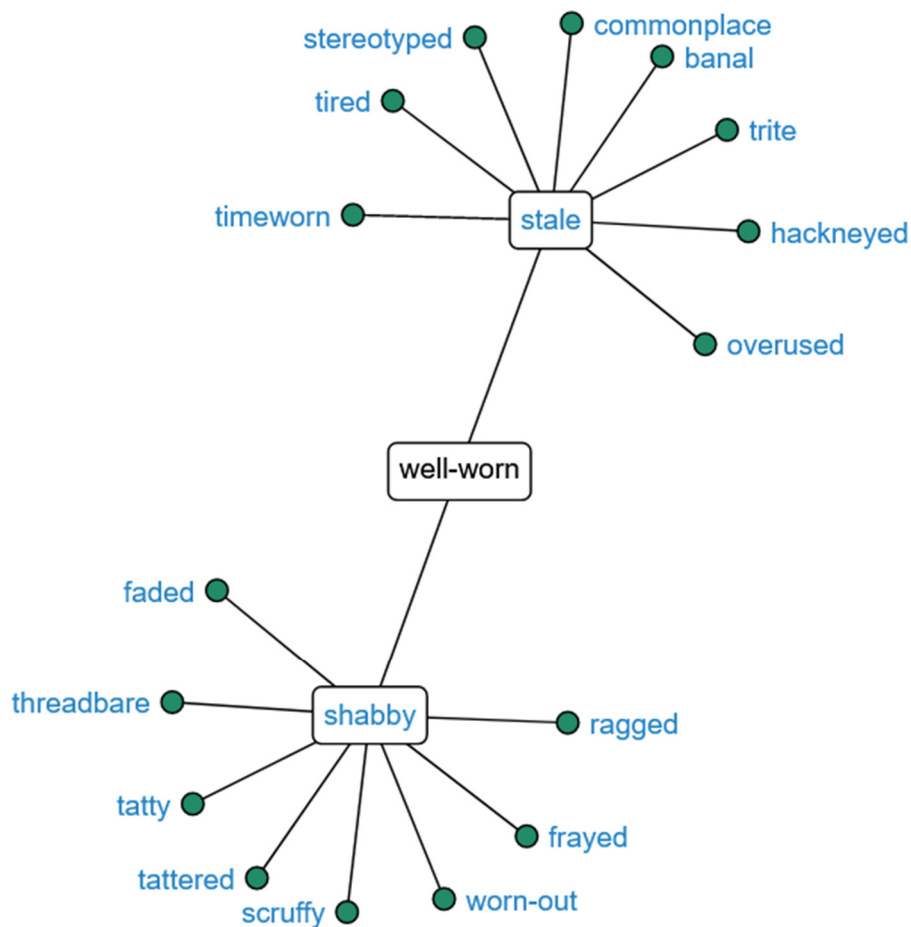 commonplace
stereotyped
banal
tired
trite
timeworn
stale
hackneyed
overused
well-worn
faded
threadbare
shabby
ragged
tatty
frayed
tattered
worn-out
scruffy